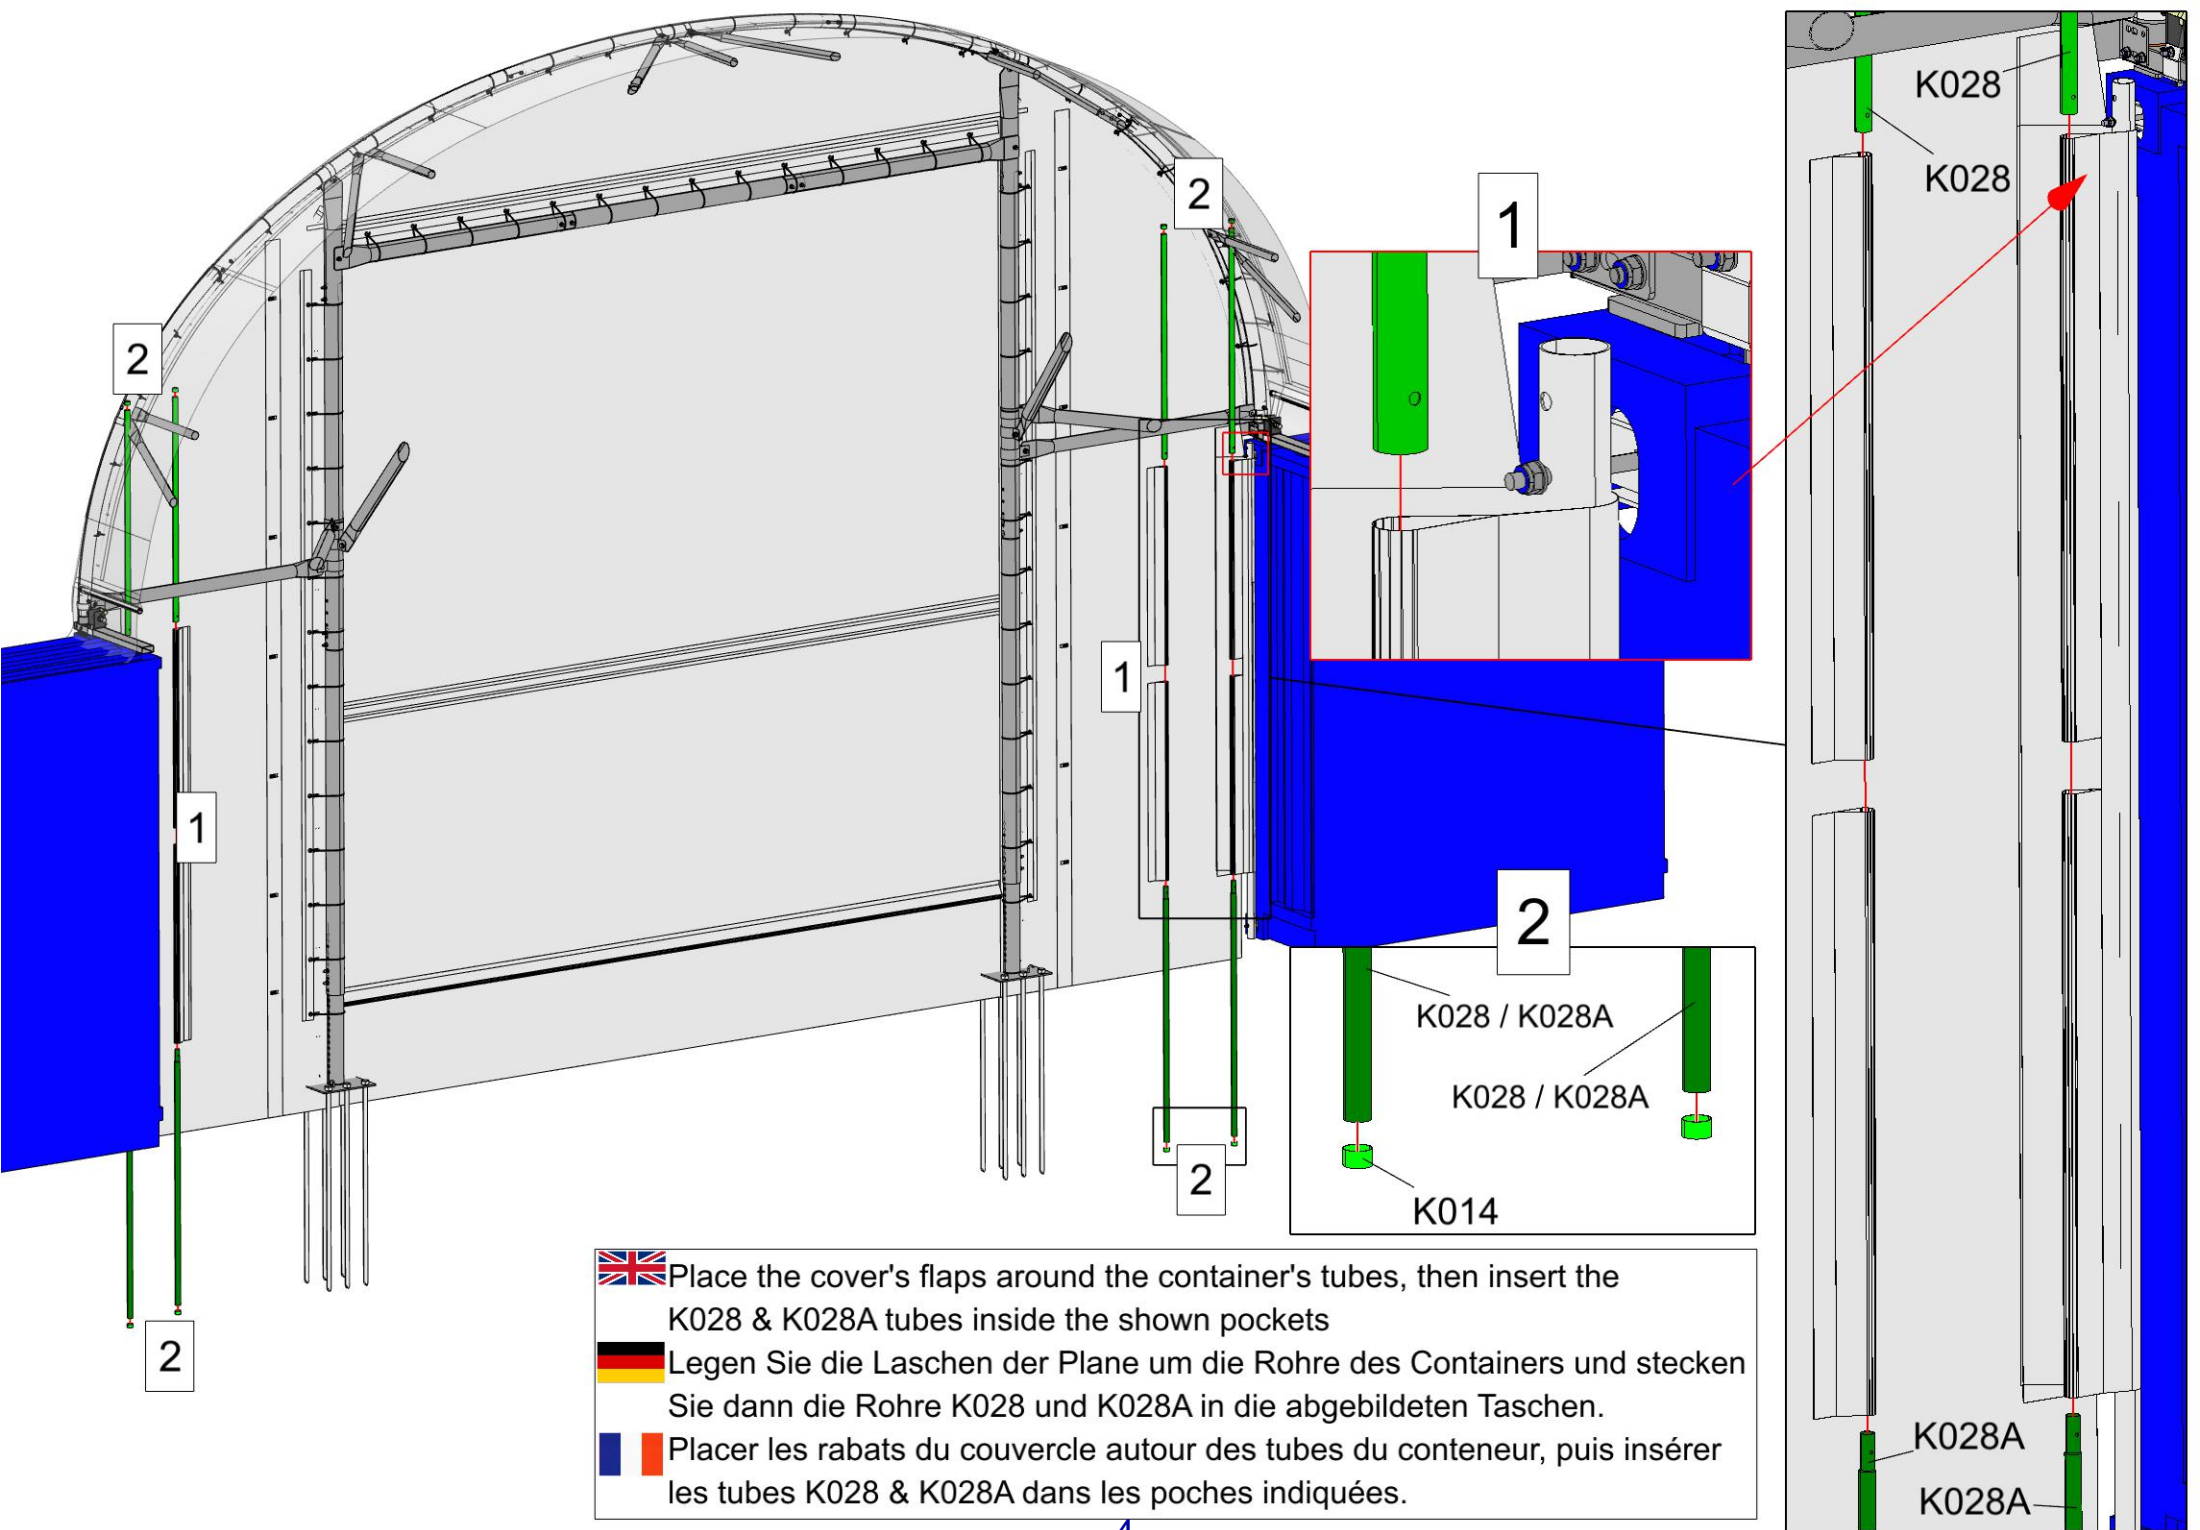 2
2
1
1
1
2
2
2
K028
K028
K028 / K028A
K028 / K028A
K014
K028A
K028A
Place the cover's flaps around the container's tubes, then insert the
K028 & K028A tubes inside the shown pockets
Legen Sie die Laschen der Plane um die Rohre des Containers und stecken
Sie dann die Rohre K028 und K028A in die abgebildeten Taschen.
Placer les rabats du couvercle autour des tubes du conteneur, puis insérer
les tubes K028 & K028A dans les poches indiquées.